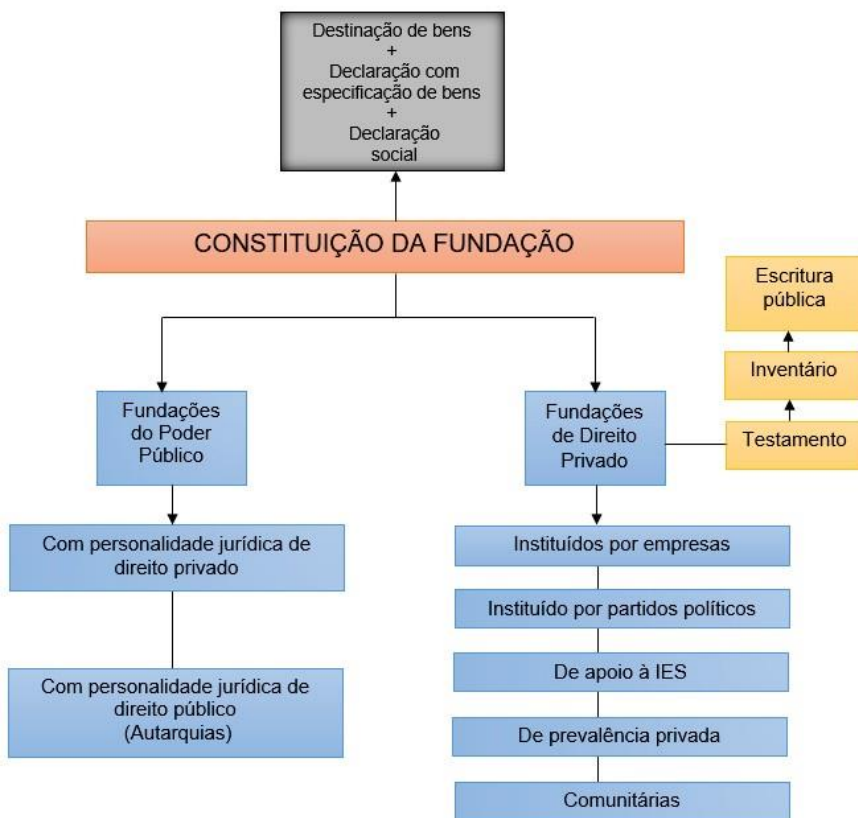 Destinação de bens
+
Declaração com
especificação de bens
+
Declaração
social
CONSTITUIÇÃO DA FUNDAÇÃO
Escritura
pública
Inventário
Testamento
Fundações
do Poder
Público
Fundações
de Direito
Privado
Com personalidade jurídica de
direito privado
Com personalidade jurídica de
direito público
(Autarquias)
Instituídos por empresas
Instituído por partidos políticos
De apoio à IES
De prevalência privada
Comunitárias